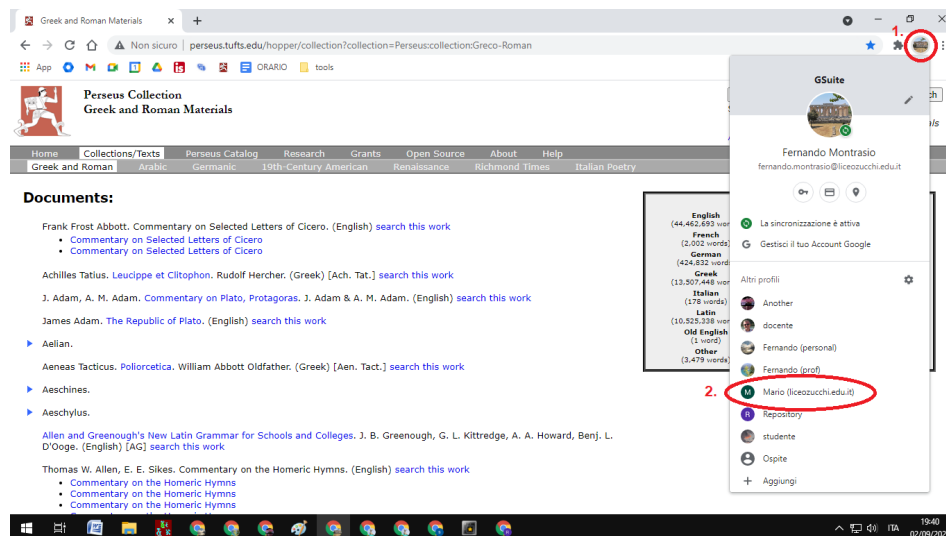 Greek and Roman Materials
1.
Non sicuro perseus.tufts.edu/hopper/collection?collection=Perseus:collection:Greco-Roman
App ORARIO tools
Perseus Collection
Greek and Roman Materials
Home Collections/Texts Perseus Catalog Research Grants Open Source About Help
Greek and Roman Arabic Germanic 19th-Century American Renaissance Richmond Times Italian Poetry
Documents:
Frank Frost Abbott. Commentary on Selected Letters of Cicero. (English) search this work
Commentary on Selected Letters of Cicero
Commentary on Selected Letters of Cicero
Achilles Tatius. Leucippe et Clitophon. Rudolf Hercher. (Greek) [Ach. Tat.] search this work
J. Adam, A. M. Adam. Commentary on Plato, Protagoras. J. Adam & A. M. Adam. (English) search this work
James Adam. The Republic of Plato. (English) search this work
Aelian.
Aeneas Tacticus. Poliorcetica. William Abbott Oldfather. (Greek) [Aen. Tact.] search this work
Aeschines.
Aeschylus.
Allen and Greenough's New Latin Grammar for Schools and Colleges. J. B. Greenough, G. L. Kittredge, A. A. Howard, Benj. L.
D'Ooge. (English) [AG] search this work
Thomas W. Allen, E. E. Sikes. Commentary on the Homeric Hymns. (English) search this work
Commentary on the Homeric Hymns
Commentary on the Homeric Hymns
Commentary on the Homeric Hymns
English
(44,462,693 wor
French
(2,002 words)
German
(424,832 words
Greek
(13,507,448 wor
Italian
(178 words)
Latin
(10,525,338 wor
Old English
(1 word)
Other
(3,479 words)
GSuite
Fernando Montrasio
fernando.montrasio@liceozucchi.edu.it
La sincronizzazione è attiva
G Gestisci il tuo Account Google
Altri profili
Another
docente
Fernando (personal)
Fernando (prof)
2. M Mario (liceozucchi.edu.it)
R Repository
studente
Ospite
Aggiungi
ITA 19:40
02/09/202